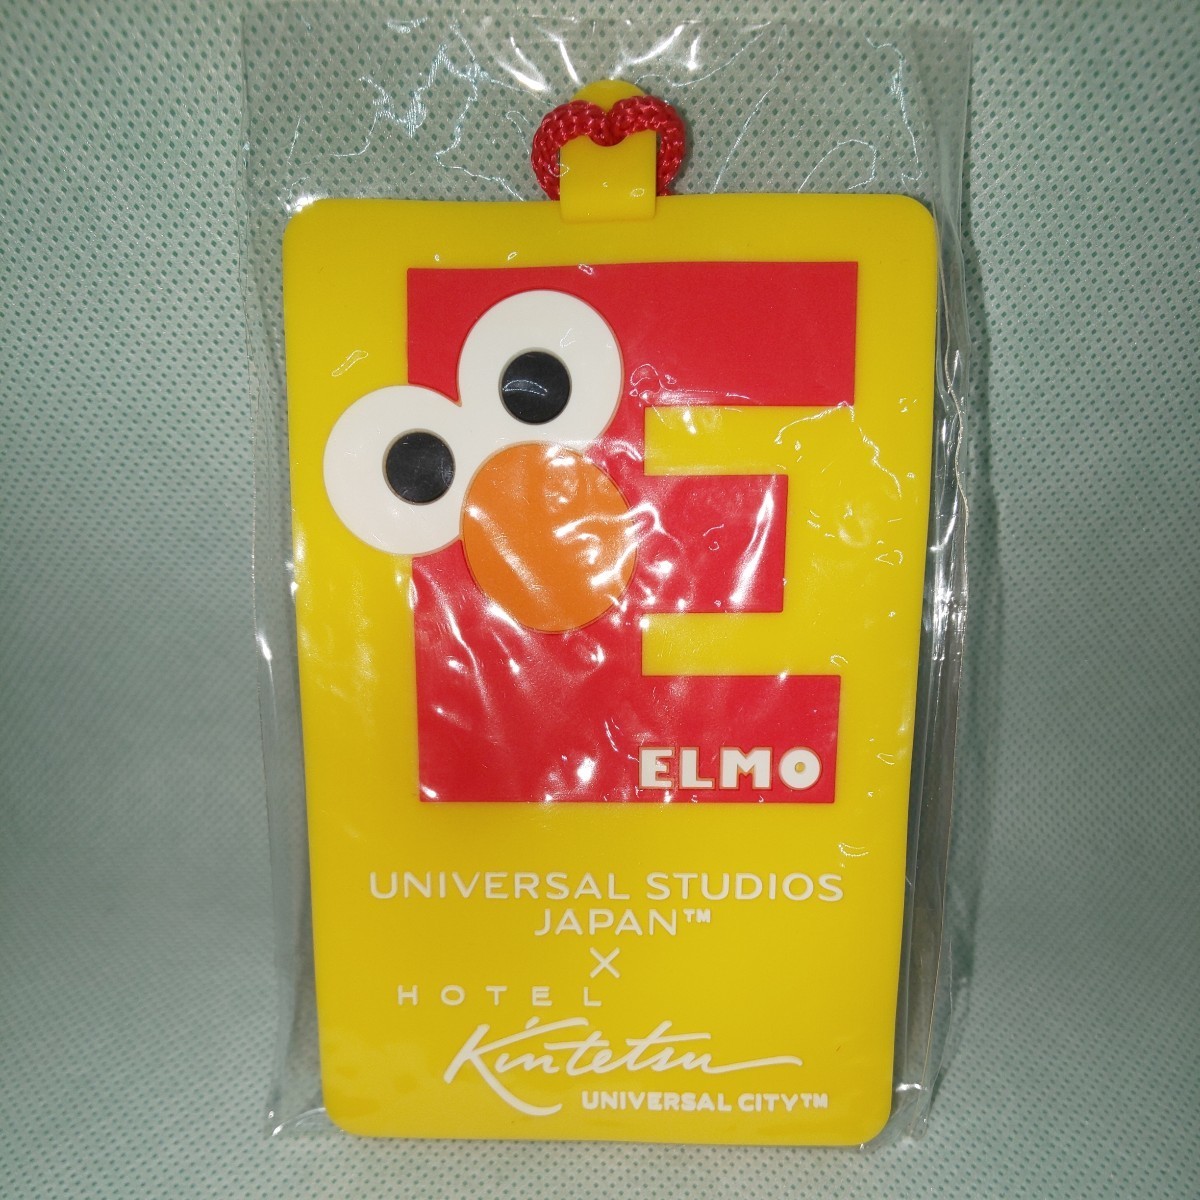 E
ELMO
UNIVERSAL STUDIOS
JAPAN™
X
HOTEL
Kintetsu
UNIVERSAL CITY™